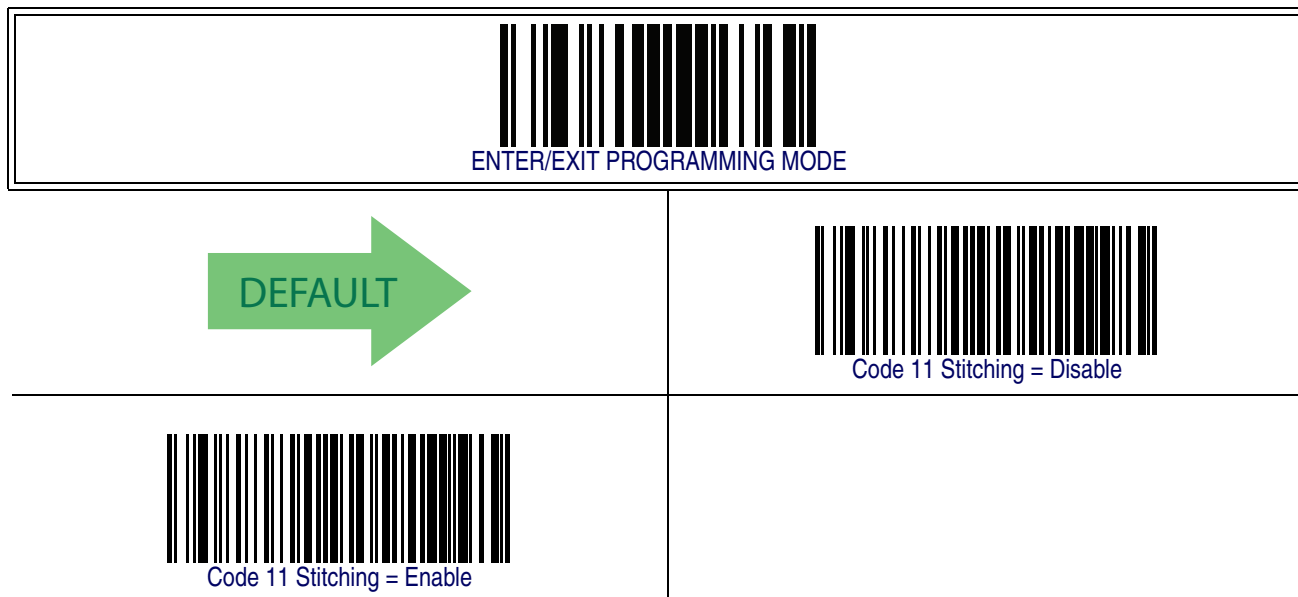 ENTER/EXIT PROGRAMMING MODE
DEFAULT
Code 11 Stitching = Disable
Code 11 Stitching = Enable